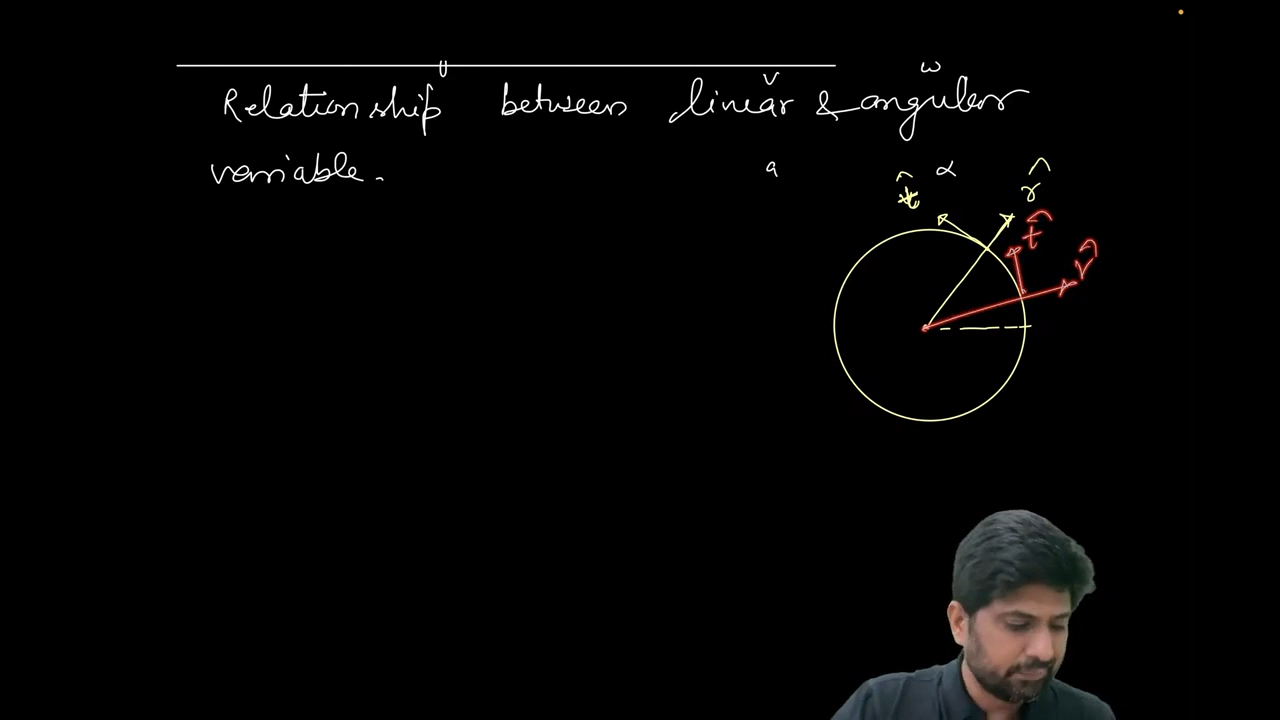 v ω
Relationship between linear & angular
variable.
a α
t̂ r̂
t̂
r̂